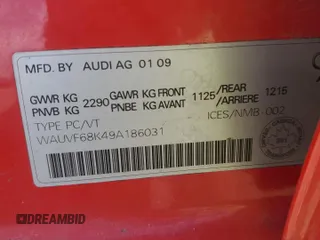 MFD. BY AUDI AG 01 09
GVWR KG 2290 GAWR KG FRONT 1125 /REAR 1215
PNVB KG PNBE KG AVANT /ARRIERE
TYPE PC/VT ICES/NMB-002
WAUVF68K49A186031
DREAMBID